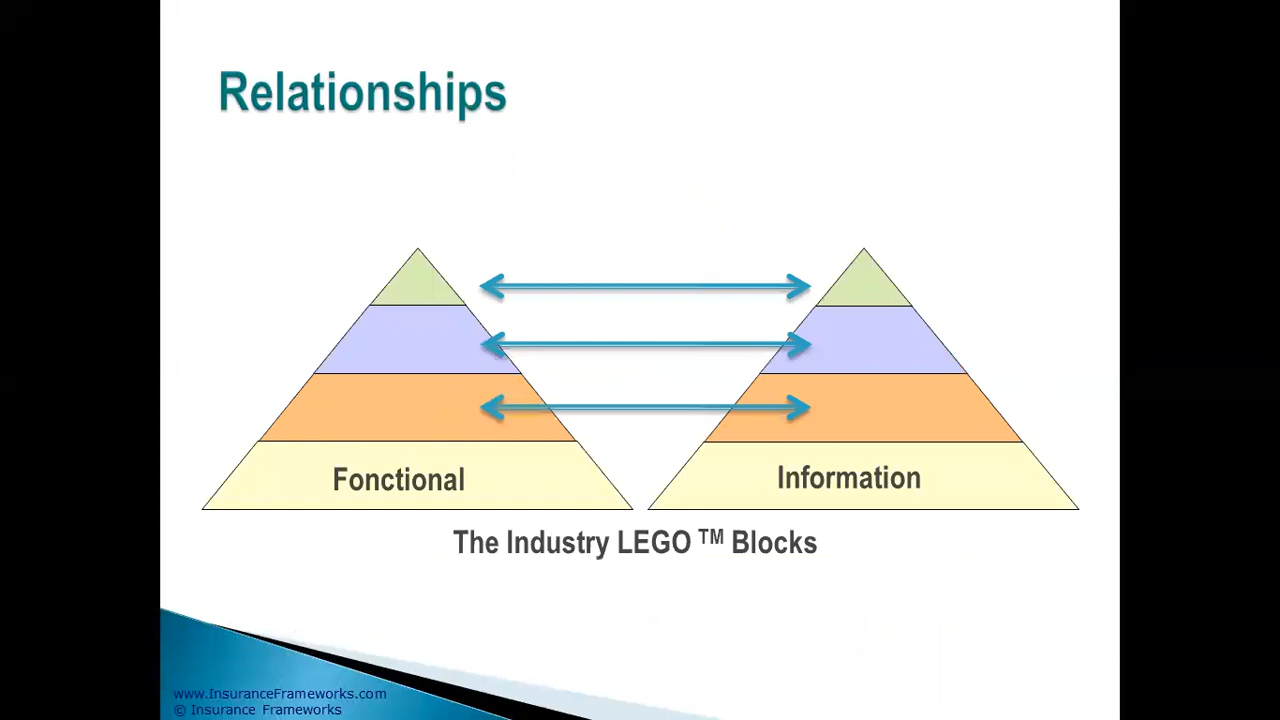 Relationships
Fonctional
Information
The Industry LEGO ™ Blocks
www.InsuranceFrameworks.com
© Insurance Frameworks